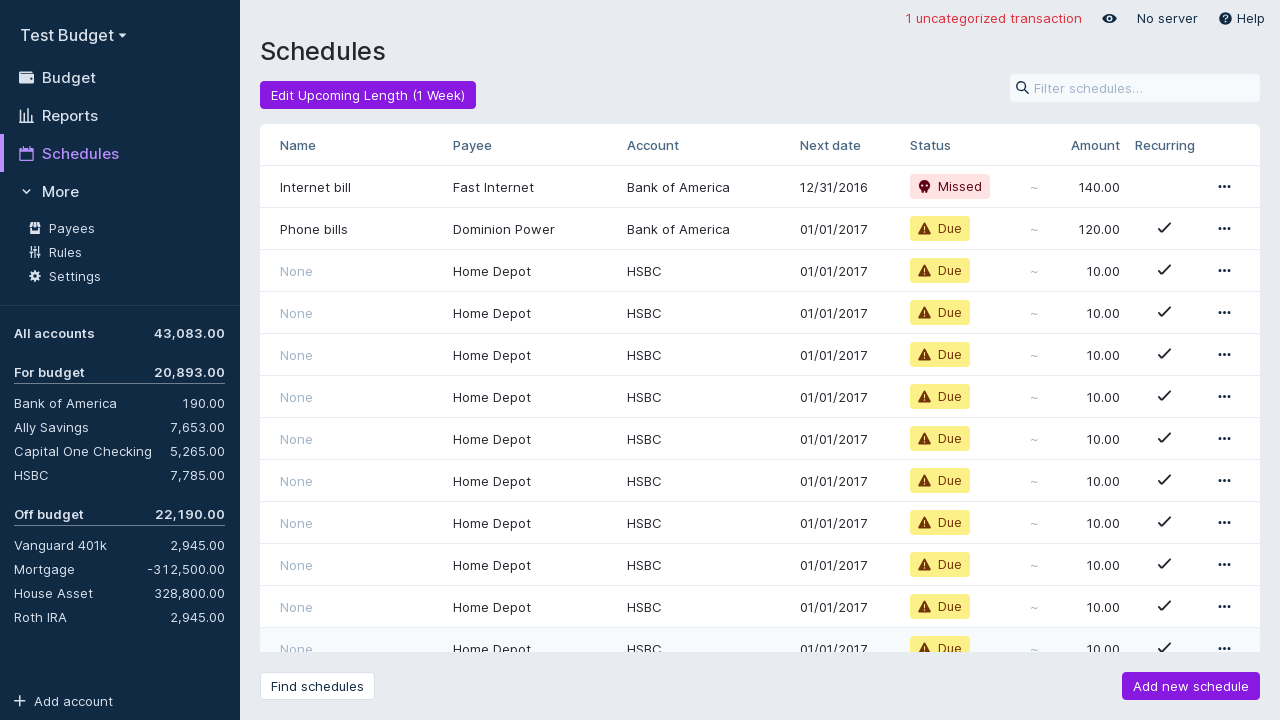 Test Budget
Budget
Reports
Schedules
More
Payees
Rules
Settings
All accounts 43,083.00
For budget 20,893.00
Bank of America 190.00
Ally Savings 7,653.00
Capital One Checking 5,265.00
HSBC 7,785.00
Off budget 22,190.00
Vanguard 401k 2,945.00
Mortgage -312,500.00
House Asset 328,800.00
Roth IRA 2,945.00
Add account
1 uncategorized transaction No server Help
Schedules
Edit Upcoming Length (1 Week) Filter schedules...
Name Payee Account Next date Status Amount Recurring
Internet bill Fast Internet Bank of America 12/31/2016 Missed ~ 140.00
Phone bills Dominion Power Bank of America 01/01/2017 Due ~ 120.00
None Home Depot HSBC 01/01/2017 Due ~ 10.00
None Home Depot HSBC 01/01/2017 Due ~ 10.00
None Home Depot HSBC 01/01/2017 Due ~ 10.00
None Home Depot HSBC 01/01/2017 Due ~ 10.00
None Home Depot HSBC 01/01/2017 Due ~ 10.00
None Home Depot HSBC 01/01/2017 Due ~ 10.00
None Home Depot HSBC 01/01/2017 Due ~ 10.00
None Home Depot HSBC 01/01/2017 Due ~ 10.00
None Home Depot HSBC 01/01/2017 Due ~ 10.00
None Home Depot HSBC 01/01/2017 Due ~ 10.00
Find schedules Add new schedule